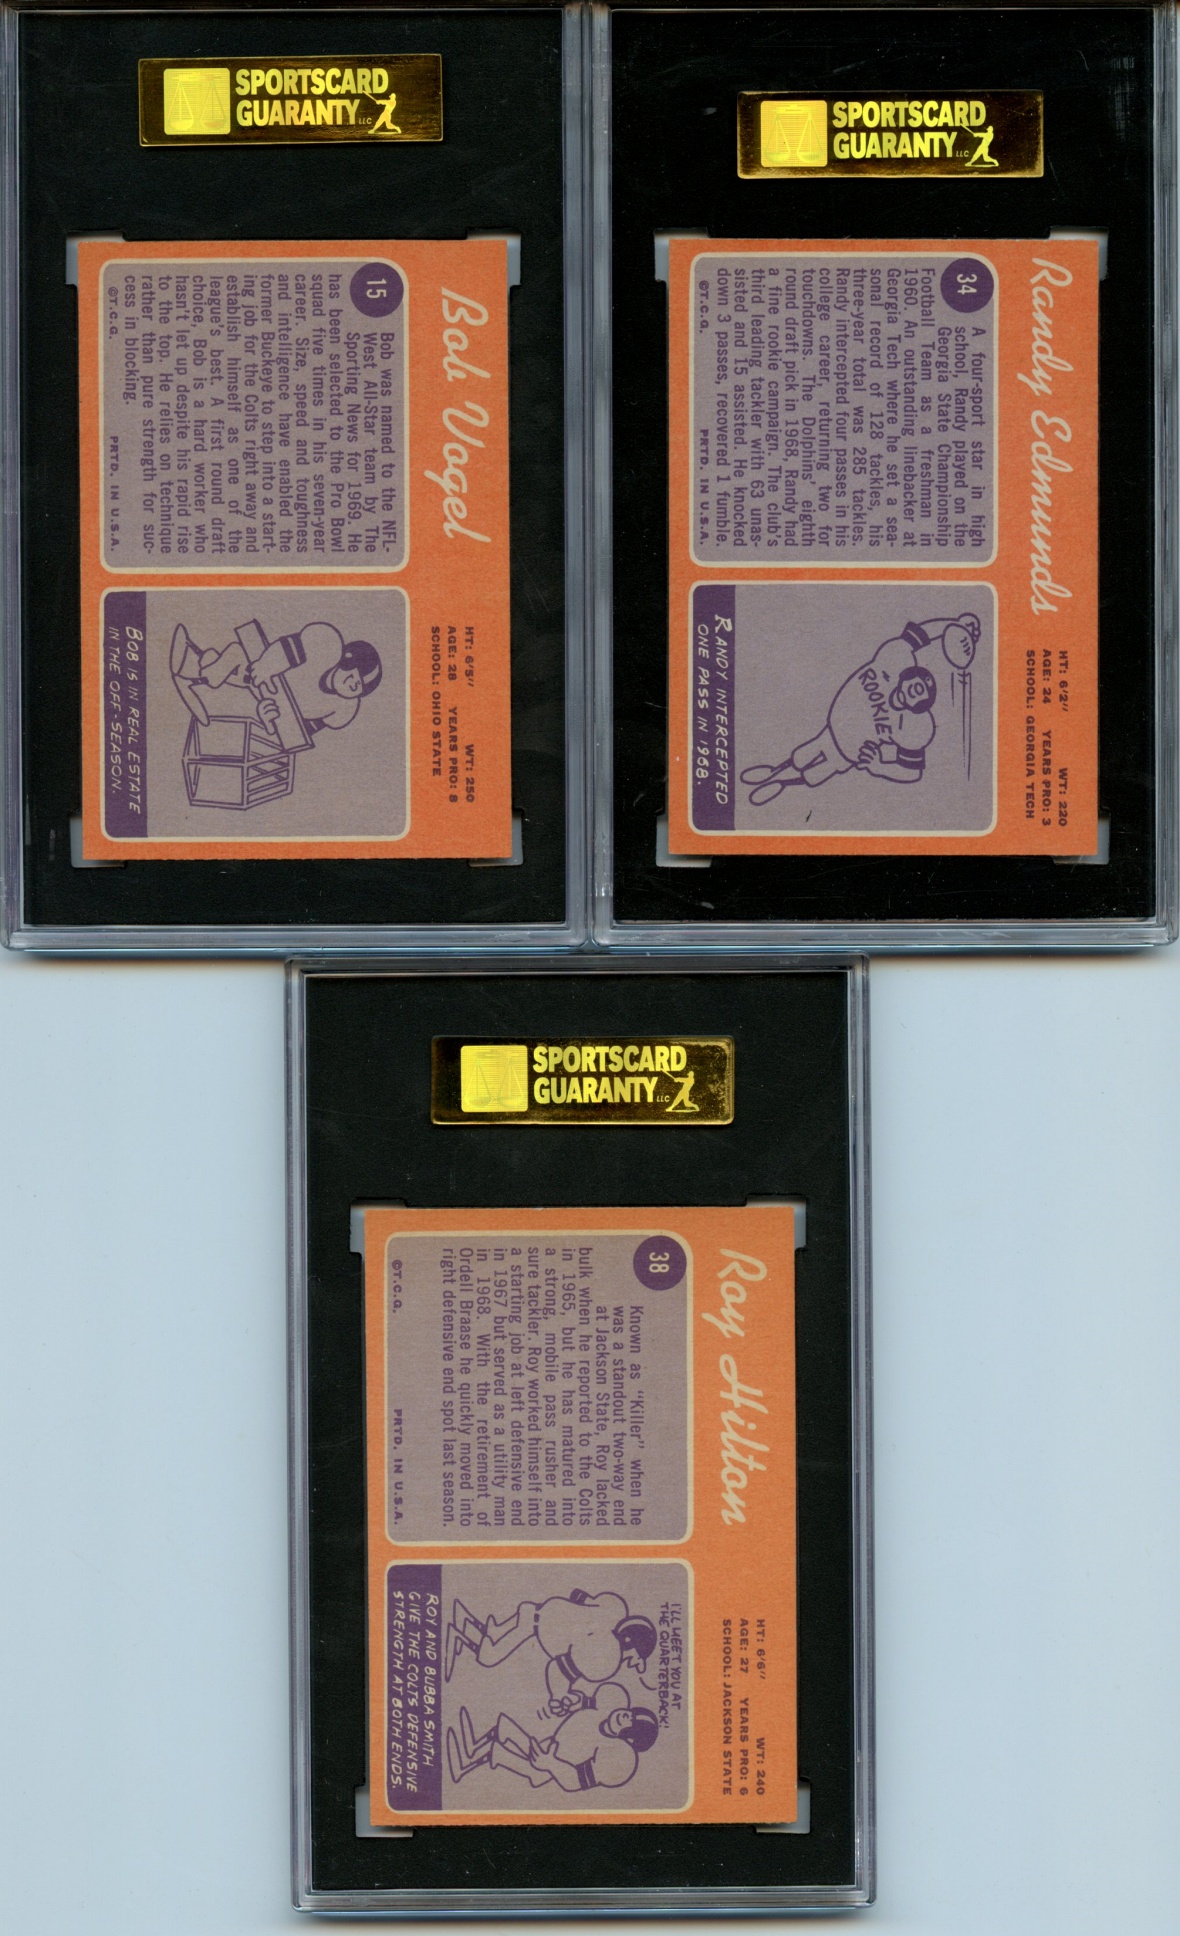 SPORTSCARD
GUARANTY LLC
Bob Vogel
HT: 6'5" WT: 250
AGE: 28 YEARS PRO: 8
SCHOOL: OHIO STATE
15
Bob was named to the NFL-
West All-Star team by The
Sporting News for 1969. He
has been selected to the Pro Bowl
squad five times in his seven-year
career. Size, speed and toughness
and intelligence have enabled the
former Buckeye to step into a start-
ing job for the Colts right away and
establish himself as one of the
league's best. A first round draft
choice, Bob is a hard worker who
hasn't let up despite his rapid rise
to the top. He relies on technique
rather than pure strength for suc-
cess in blocking.
©T.C.G. PRTD. IN U.S.A.
BOB IS IN REAL ESTATE
IN THE OFF-SEASON.
SPORTSCARD
GUARANTY LLC
Randy Edmunds
HT: 6'2" WT: 220
AGE: 24 YEARS PRO: 3
SCHOOL: GEORGIA TECH
34
A four-sport star in high
school, Randy played on the
Georgia State Championship
Football Team as a freshman in
1960. An outstanding linebacker at
Georgia Tech where he set a sea-
sonal record of 128 tackles, his
three-year total was 285 tackles.
Randy intercepted four passes in his
college career, returning two for
touchdowns. The Dolphins' eighth
round draft pick in 1968, Randy had
a fine rookie campaign. The club's
third leading tackler with 63 unas-
sisted and 15 assisted. He knocked
down 3 passes, recovered 1 fumble.
©T.C.G. PRTD. IN U.S.A.
"ROOKIE"
RANDY INTERCEPTED
ONE PASS IN 1968.
SPORTSCARD
GUARANTY LLC
Roy Hilton
HT: 6'6" WT: 240
AGE: 27 YEARS PRO: 6
SCHOOL: JACKSON STATE
38
Known as "Killer" when he
was a standout two-way end
at Jackson State, Roy lacked
bulk when he reported to the Colts
in 1965, but he has matured into
a strong, mobile pass rusher and
sure tackler. Roy worked himself into
a starting job at left defensive end
in 1967 but served as a utility man
in 1968. With the retirement of
Ordell Braase he quickly moved into
right defensive end spot last season.
©T.C.G. PRTD. IN U.S.A.
I'LL MEET YOU AT
THE QUARTERBACK!
ROY AND BUBBA SMITH
GIVE THE COLTS DEFENSIVE
STRENGTH AT BOTH ENDS.